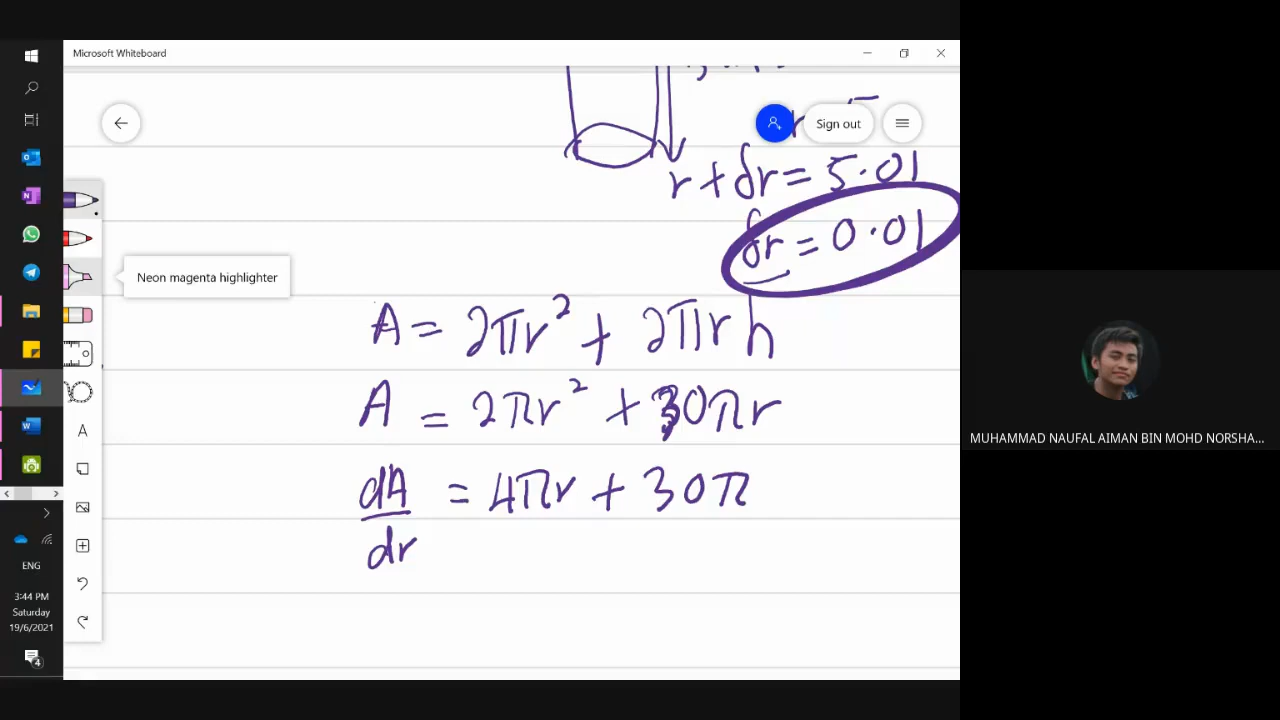 Microsoft Whiteboard
Sign out
r + δr = 5.01
δr = 0.01
Neon magenta highlighter
A = 2πr² + 2πrh
A = 2πr² + 30πr
dA/dr = 4πr + 30π
A
ENG
3:44 PM
Saturday
19/6/2021
4
MUHAMMAD NAUFAL AIMAN BIN MOHD NORSHA...